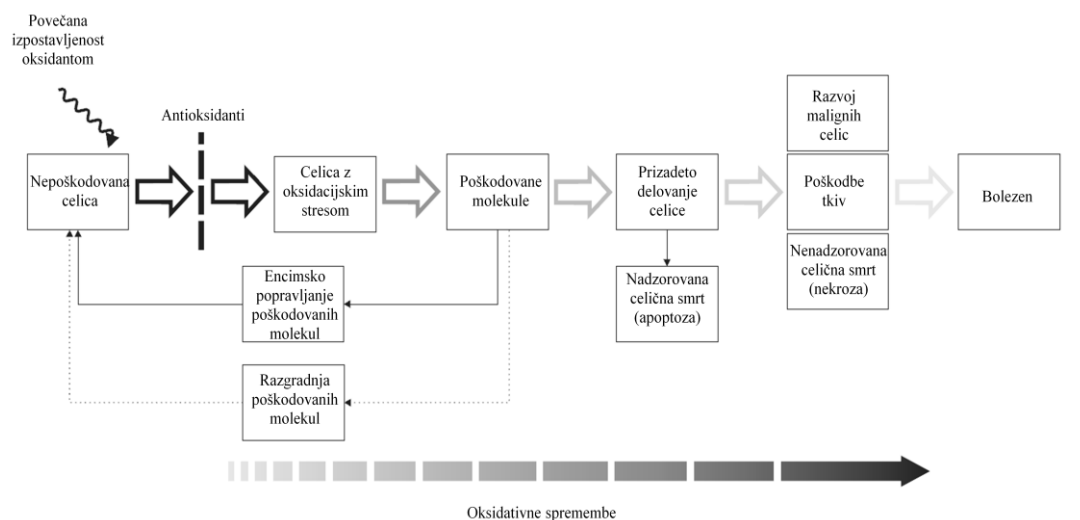 Povečana
izpostavljenost
oksidantom
Antioksidanti
Nepoškodovana
celica
Celica z
oksidacijskim
stresom
Poškodovane
molekule
Prizadeto
delovanje
celice
Razvoj
malignih
celic
Poškodbe
tkiv
Nenadzorovana
celična smrt
(nekroza)
Bolezen
Encimsko
popravljanje
poškodovanih
molekul
Nadzorovana
celična smrt
(apoptoza)
Razgradnja
poškodovanih
molekul
Oksidativne spremembe